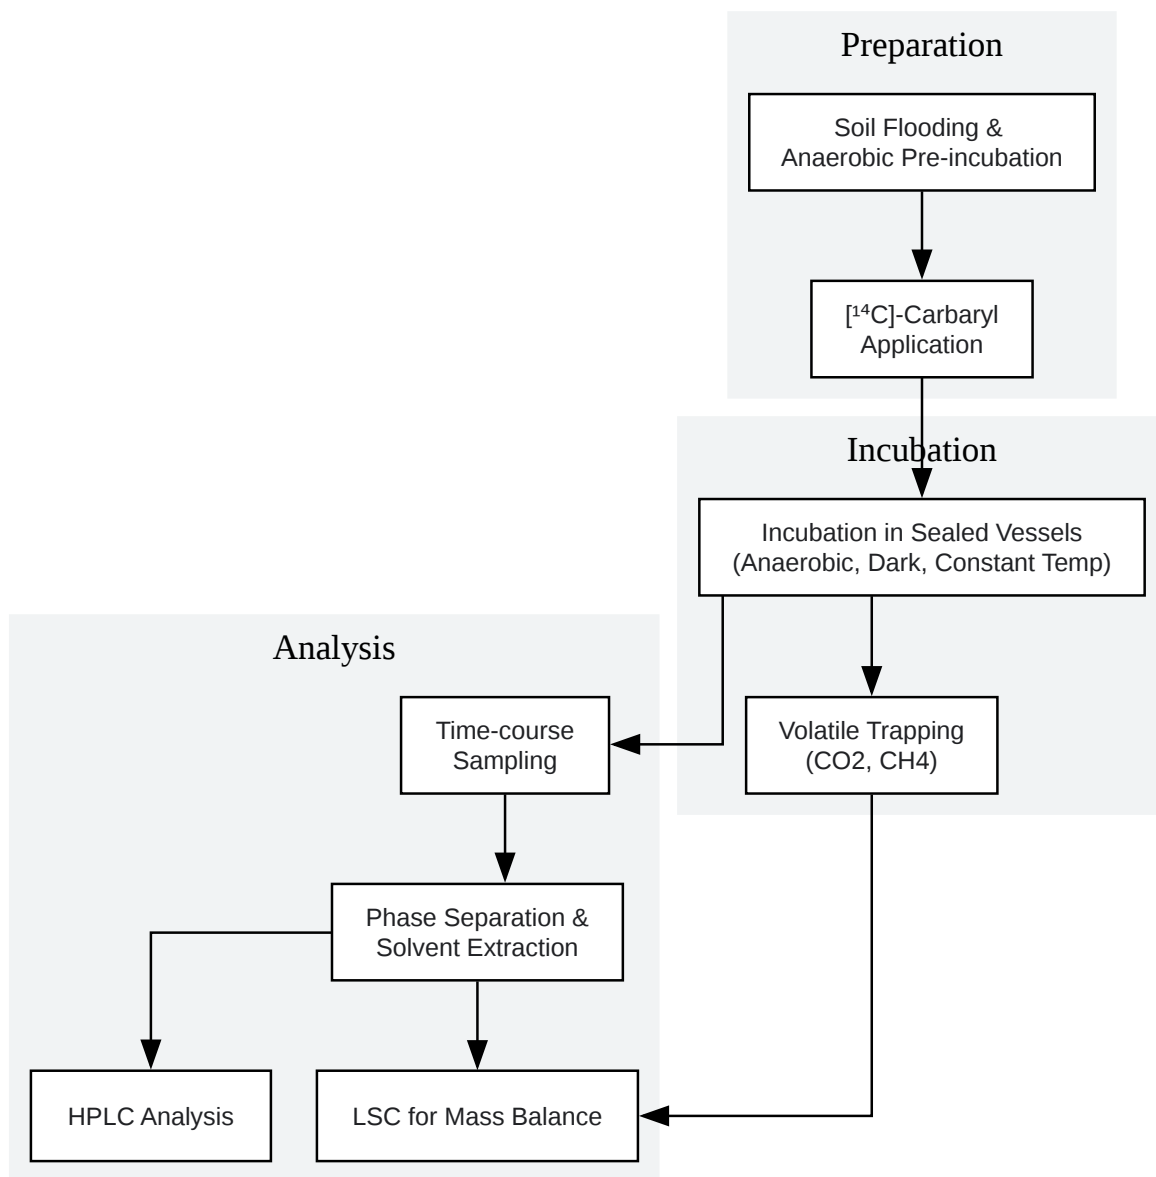 Preparation
Soil Flooding &
Anaerobic Pre-incubation
[¹⁴C]-Carbaryl
Application
Incubation
Incubation in Sealed Vessels
(Anaerobic, Dark, Constant Temp)
Analysis
Time-course
Sampling
Volatile Trapping
(CO2, CH4)
Phase Separation &
Solvent Extraction
HPLC Analysis
LSC for Mass Balance